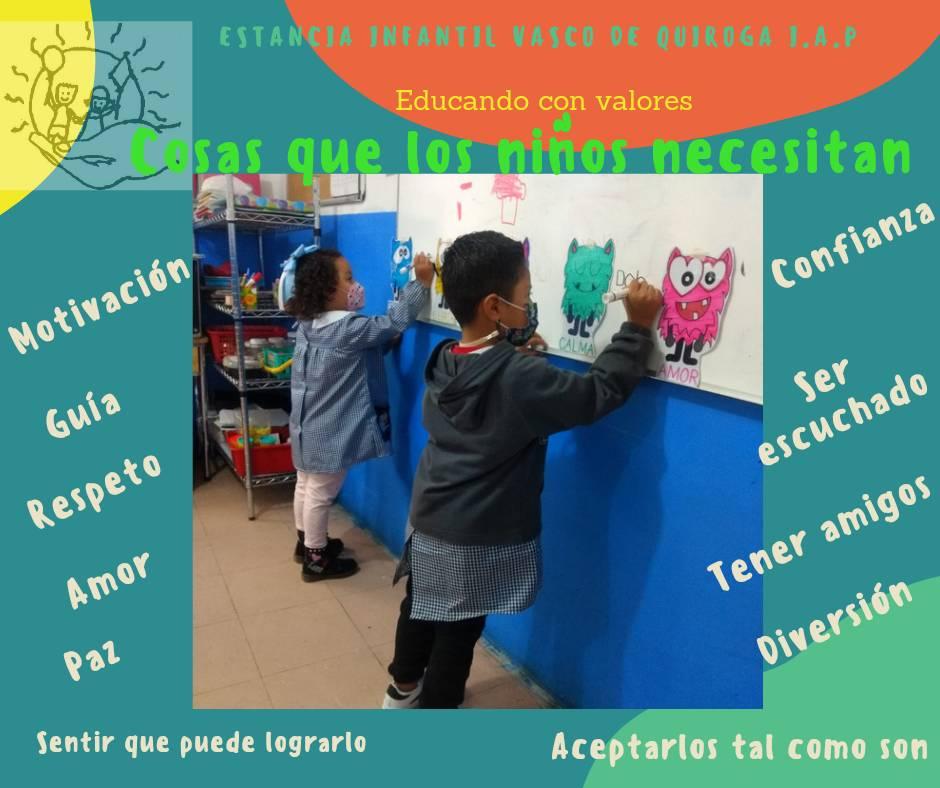 ESTANCIA INFANTIL VASCO DE QUIROGA I.A.P
Educando con valores
Cosas que los niños necesitan
Motivación
Guía
Respeto
Amor
Paz
Sentir que puede lograrlo
CALMA
AMOR
Confianza
Ser
escuchado
Tener amigos
Diversión
Aceptarlos tal como son